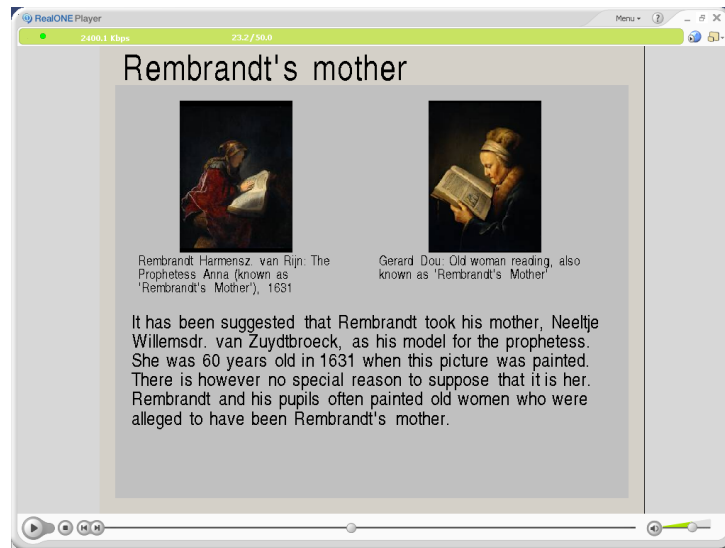 RealONE Player
Menu
2400.1 Kbps 23.2/50.0
Rembrandt's mother
Rembrandt Harmensz. van Rijn: The
Prophetess Anna (known as
'Rembrandt's Mother'), 1631
Gerard Dou: Old woman reading, also
known as 'Rembrandt's Mother'
It has been suggested that Rembrandt took his mother, Neeltje
Willemsdr. van Zuydtbroeck, as his model for the prophetess.
She was 60 years old in 1631 when this picture was painted.
There is however no special reason to suppose that it is her.
Rembrandt and his pupils often painted old women who were
alleged to have been Rembrandt's mother.